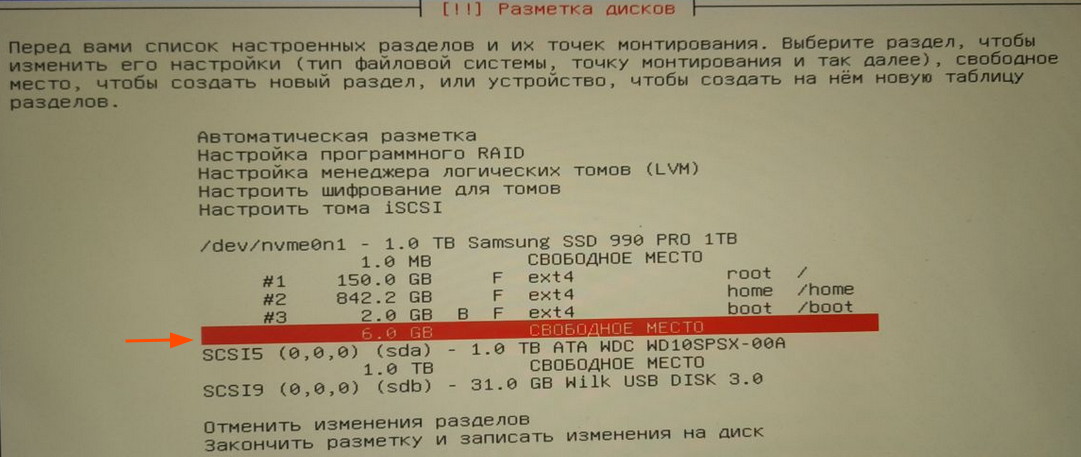 [!!] Разметка дисков
Перед вами список настроенных разделов и их точек монтирования. Выберите раздел, чтобы
изменить его настройки (тип файловой системы, точку монтирования и так далее), свободное
место, чтобы создать новый раздел, или устройство, чтобы создать на нём новую таблицу
разделов.
Автоматическая разметка
Настройка программного RAID
Настройка менеджера логических томов (LVM)
Настроить шифрование для томов
Настроить тома iSCSI
/dev/nvme0n1 - 1.0 TB Samsung SSD 990 PRO 1TB
1.0 MB СВОБОДНОЕ МЕСТО
#1 150.0 GB F ext4 root /
#2 842.2 GB F ext4 home /home
#3 2.0 GB B F ext4 boot /boot
6.0 GB СВОБОДНОЕ МЕСТО
SCSI5 (0,0,0) (sda) - 1.0 TB ATA WDC WD10SPSX-00A
1.0 TB СВОБОДНОЕ МЕСТО
SCSI9 (0,0,0) (sdb) - 31.0 GB Wilk USB DISK 3.0
Отменить изменения разделов
Закончить разметку и записать изменения на диск